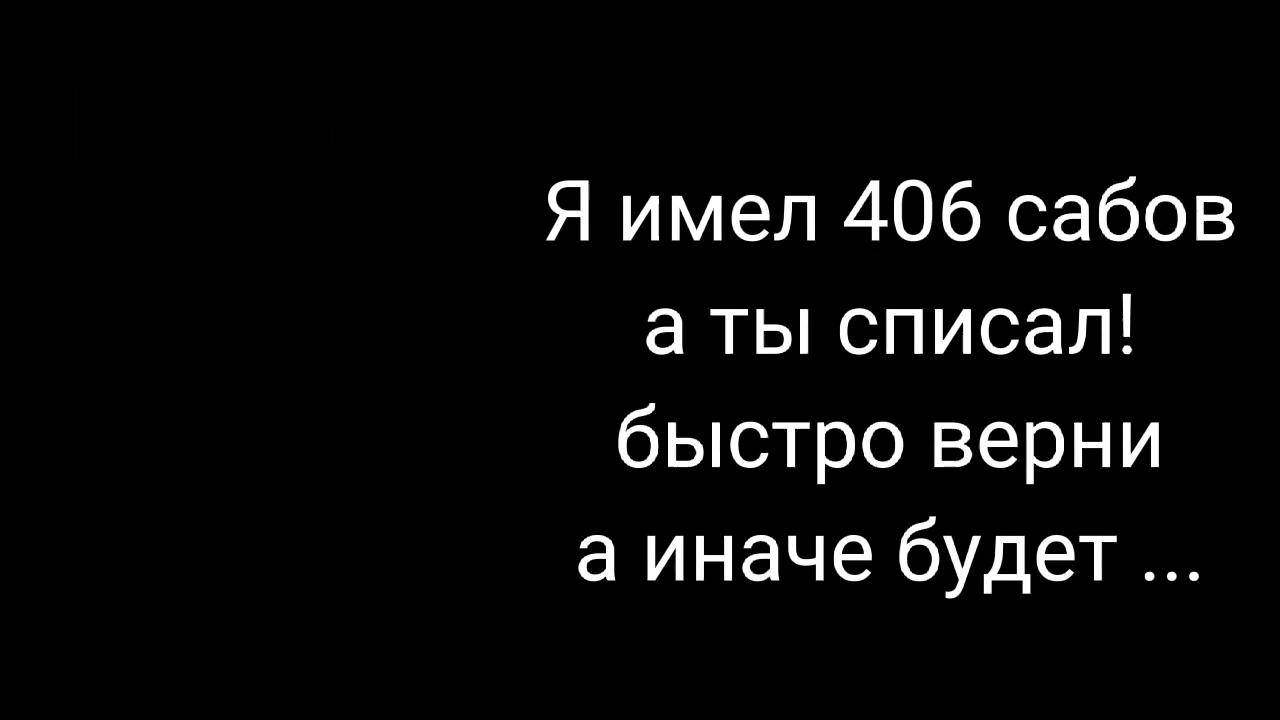 Я имел 406 сабов
а ты списал!
быстро верни
а иначе будет ...